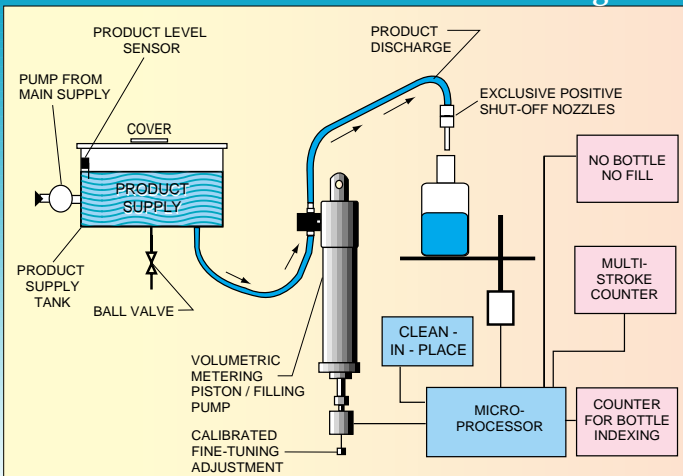 PRODUCT LEVEL
SENSOR
PUMP FROM
MAIN SUPPLY
COVER
PRODUCT
SUPPLY
PRODUCT
SUPPLY
TANK
BALL VALVE
PRODUCT
DISCHARGE
EXCLUSIVE POSITIVE
SHUT-OFF NOZZLES
VOLUMETRIC
METERING
PISTON / FILLING
PUMP
CALIBRATED
FINE-TUNING
ADJUSTMENT
CLEAN -
IN - PLACE
MICRO-
PROCESSOR
NO BOTTLE
NO FILL
MULTI-
STROKE
COUNTER
COUNTER
FOR BOTTLE
INDEXING